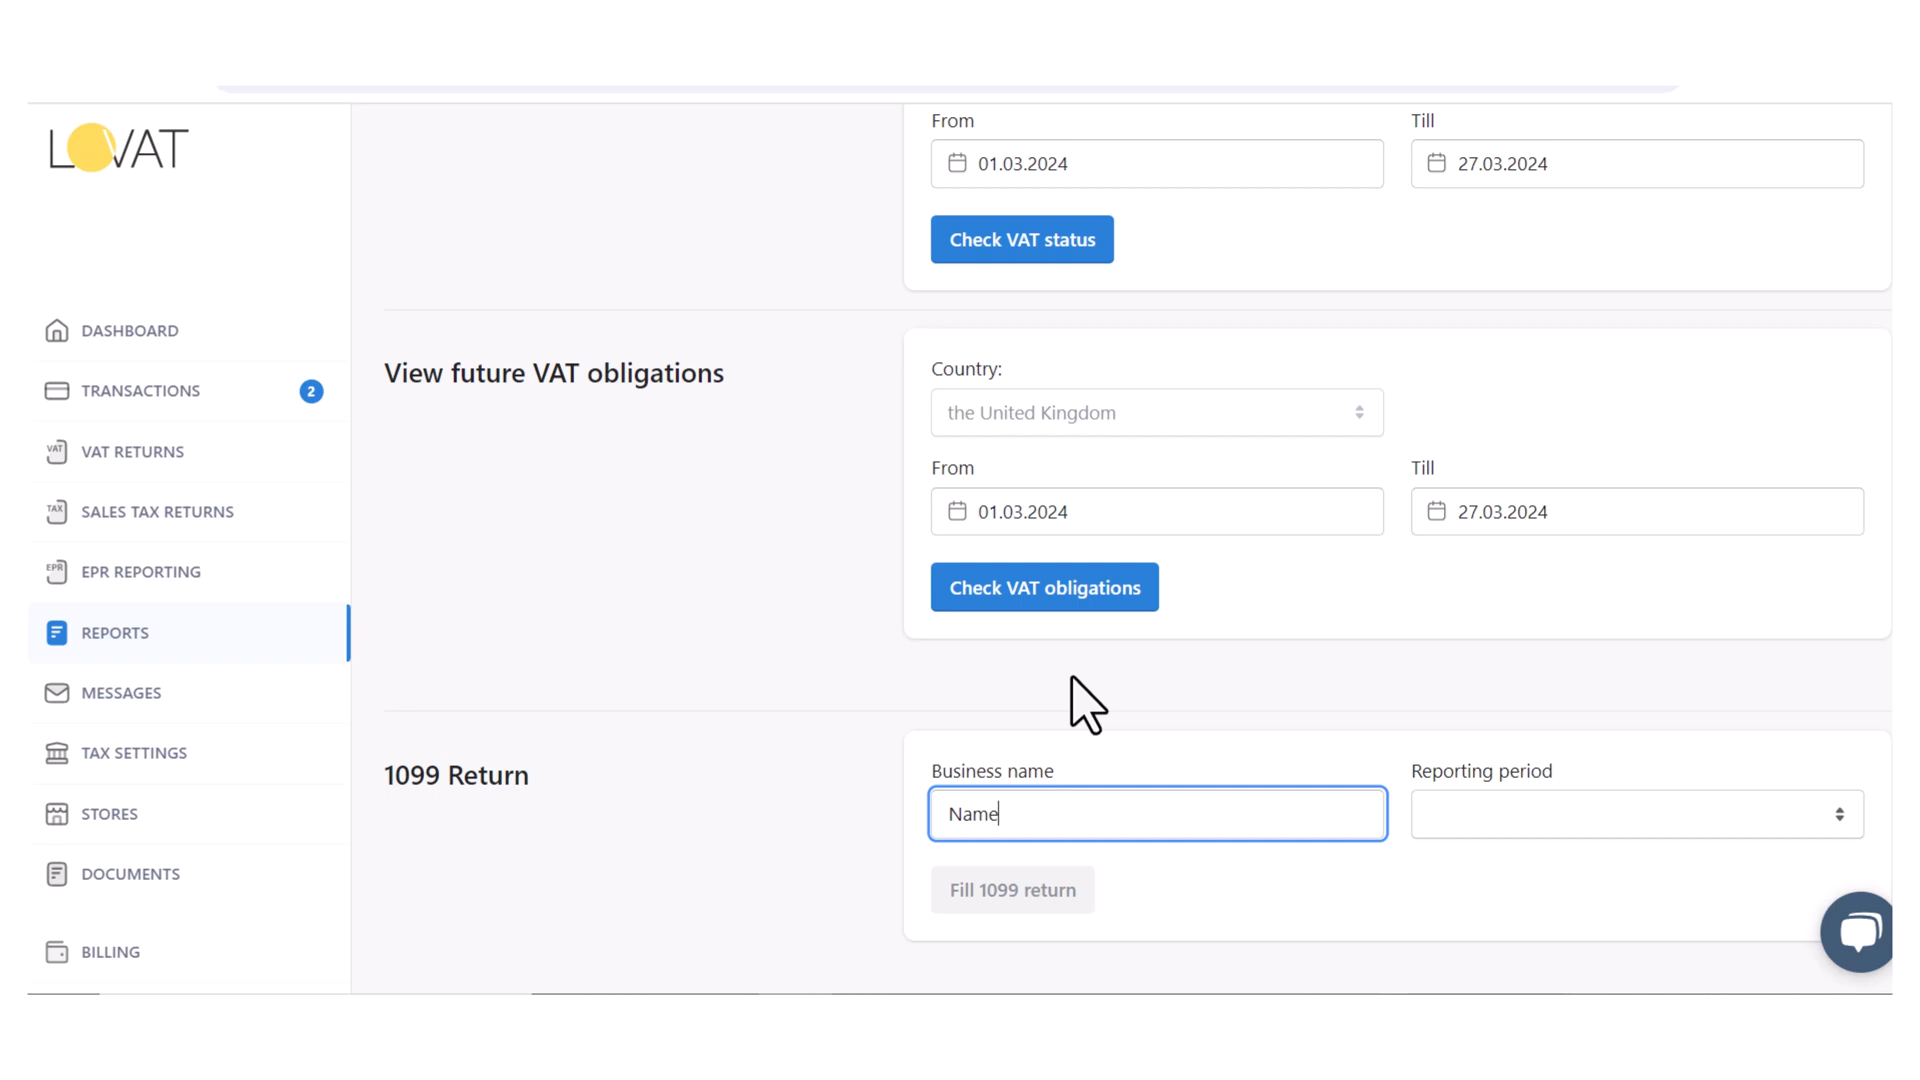 LOVAT
DASHBOARD
TRANSACTIONS 2
VAT VAT RETURNS
TAX SALES TAX RETURNS
EPR EPR REPORTING
REPORTS
MESSAGES
TAX SETTINGS
STORES
DOCUMENTS
BILLING
From Till
01.03.2024 27.03.2024
Check VAT status
View future VAT obligations
Country:
the United Kingdom
From Till
01.03.2024 27.03.2024
Check VAT obligations
1099 Return
Business name Reporting period
Name
Fill 1099 return